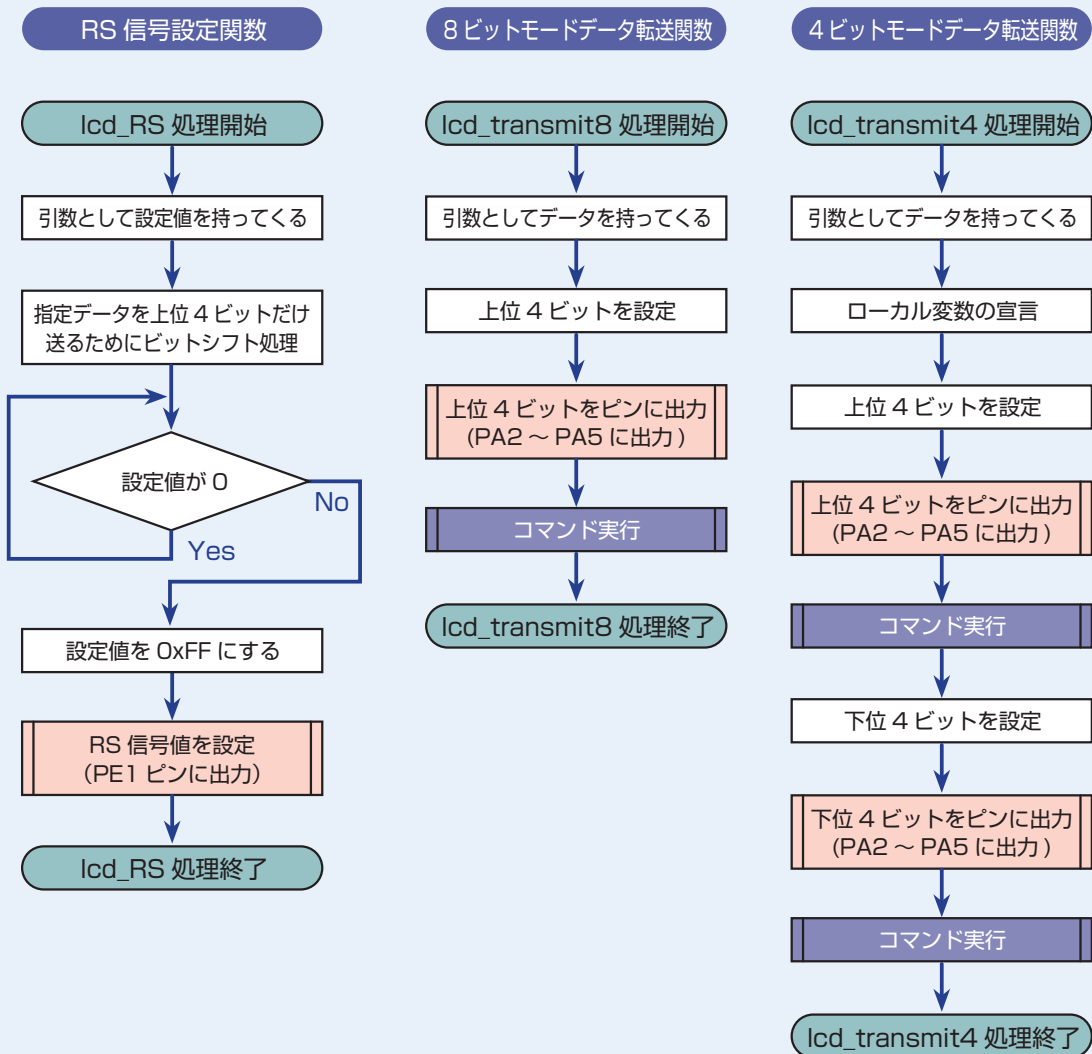 RS 信号設定関数
lcd_RS 処理開始
引数として設定値を持ってくる
指定データを上位 4 ビットだけ
送るためにビットシフト処理
設定値が 0
No
Yes
設定値を 0xFF にする
RS 信号値を設定
（PE1 ピンに出力）
lcd_RS 処理終了
8 ビットモードデータ転送関数
lcd_transmit8 処理開始
引数としてデータを持ってくる
上位 4 ビットを設定
上位 4 ビットをピンに出力
(PA2 ～ PA5 に出力 )
コマンド実行
lcd_transmit8 処理終了
4 ビットモードデータ転送関数
lcd_transmit4 処理開始
引数としてデータを持ってくる
ローカル変数の宣言
上位 4 ビットを設定
上位 4 ビットをピンに出力
(PA2 ～ PA5 に出力 )
コマンド実行
下位 4 ビットを設定
下位 4 ビットをピンに出力
(PA2 ～ PA5 に出力 )
コマンド実行
lcd_transmit4 処理終了